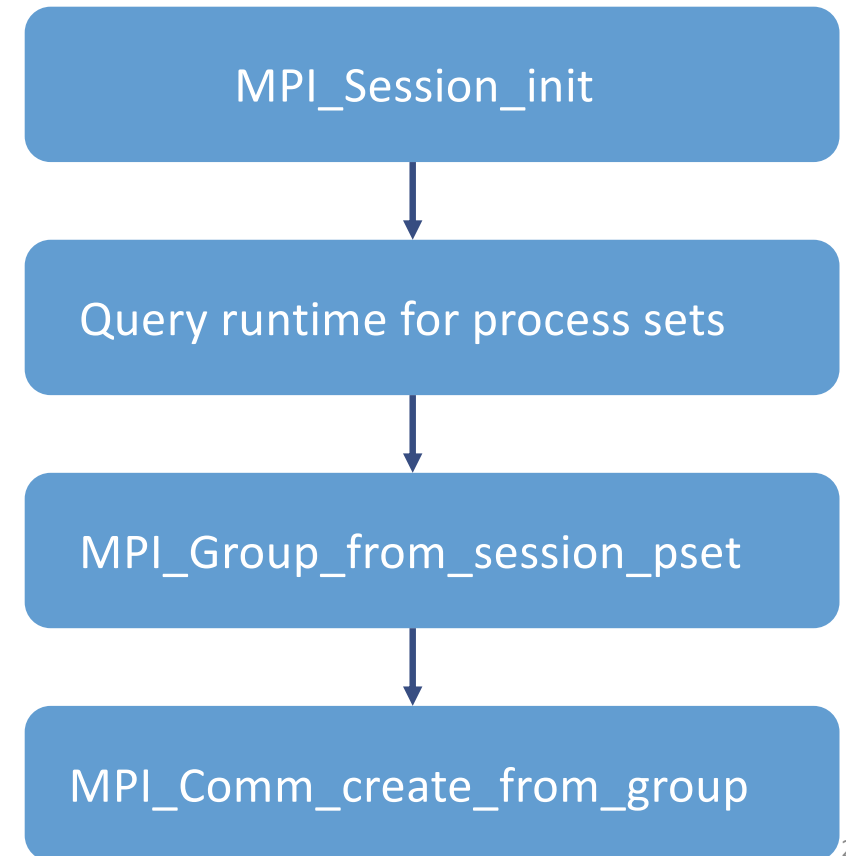 MPI_Session_init
Query runtime for process sets
MPI_Group_from_session_pset
MPI_Comm_create_from_group